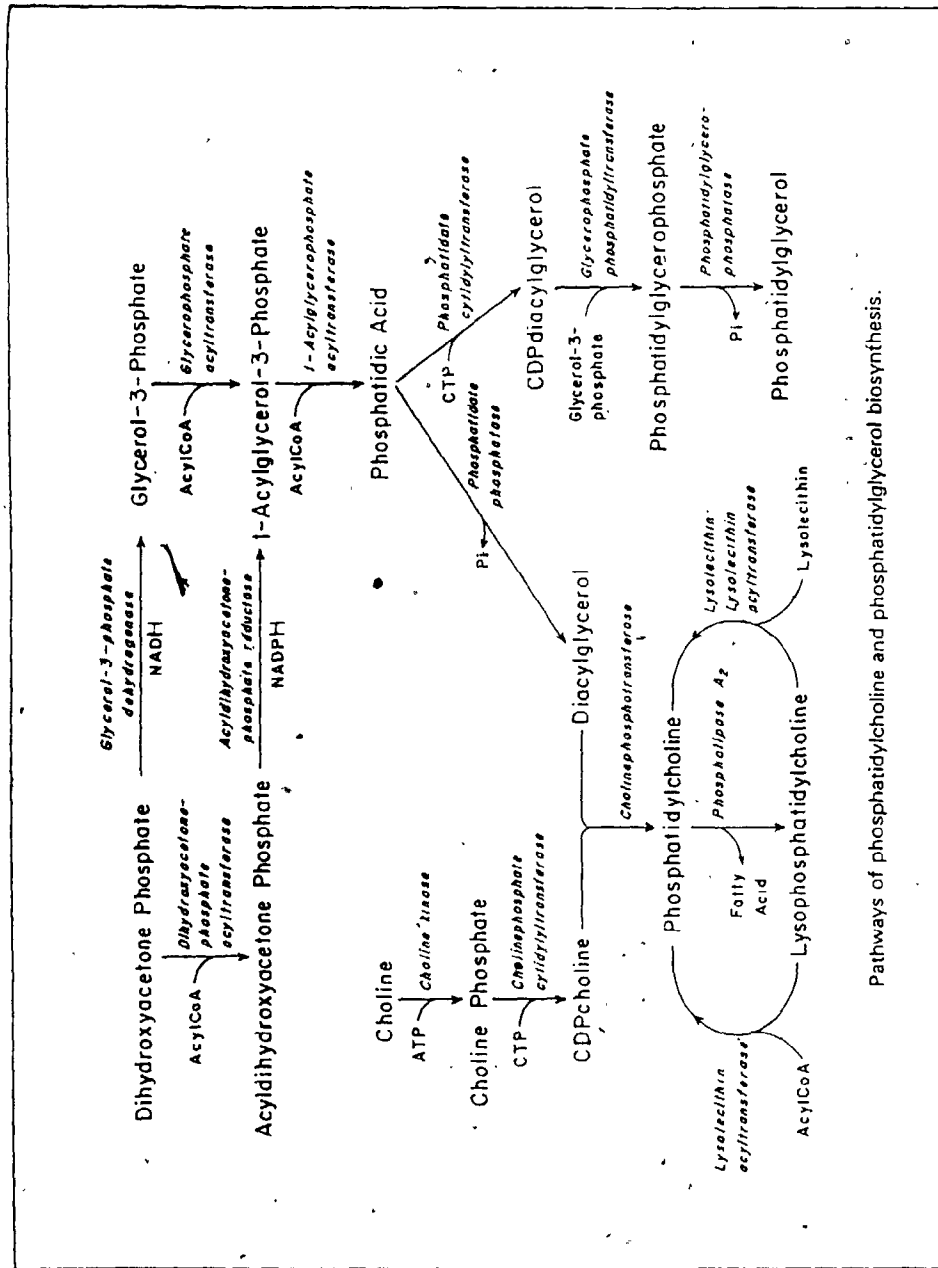 Dihydroxyacetone Phosphate
Glycerol-3-phosphate
dehydrogenase
NADH
Glycerol-3-Phosphate
AcylCoA
Dihydroxyacetone-
phosphate
acyltransferase
AcylCoA
Glycerophosphate
acyltransferase
Acyldihydroxyacetone Phosphate
Acyldihydroxyacetone-
phosphate reductase
NADPH
1-Acylglycerol-3-Phosphate
AcylCoA
1-Acylglycerophosphate
acyltransferase
Choline
ATP
Choline kinase
Phosphatidic Acid
Choline Phosphate
CTP
Cholinephosphate
cytidylyltransferase
Pi
Phosphatidate
phosphatase
CTP
Phosphatidate
cytidylyltransferase
CDPcholine
Diacylglycerol
CDPdiacylglycerol
Cholinephosphotransferase
Glycerol-3-
phosphate
Glycerophosphate
phosphatidyltransferase
Phosphatidylcholine
Phosphatidylglycerophosphate
Lysolecithin
acyltransferase
Fatty
Acid
Phospholipase A2
Lysolecithin-
Lysolecithin
acyltransferase
Pi
Phosphatidylglycero-
phosphatase
AcylCoA
Lysophosphatidylcholine
Lysolecithin
Phosphatidylglycerol
Pathways of phosphatidylcholine and phosphatidylglycerol biosynthesis.